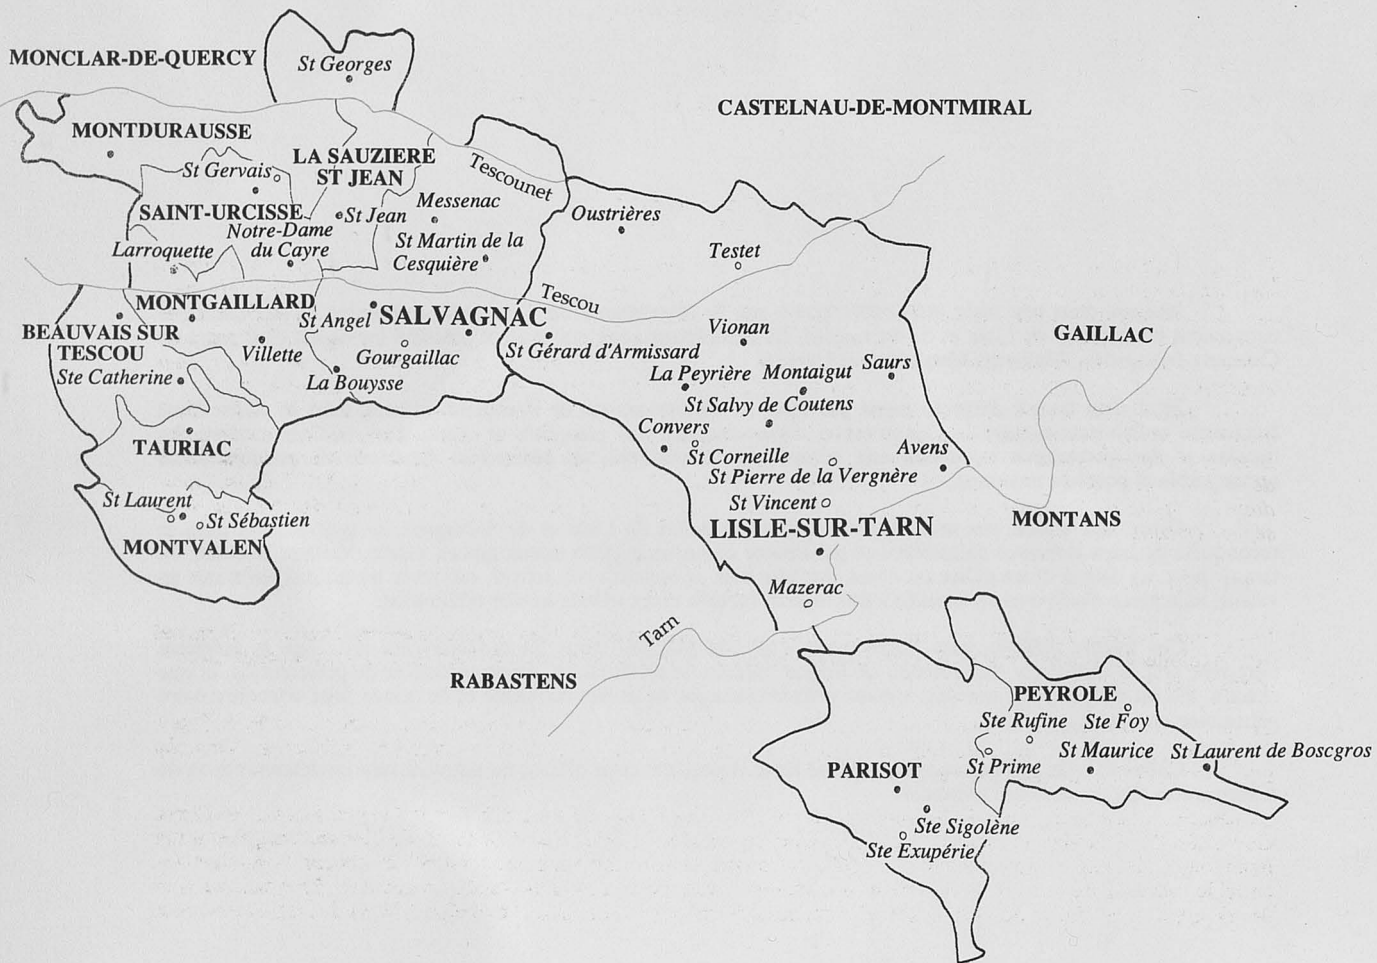 MONCLAR-DE-QUERCY
St Georges
CASTELNAU-DE-MONTMIRAL
MONTDURAUSSE
LA SAUZIERE
ST JEAN
Tescounet
St Gervais
Messenac
Oustrières
SAINT-URCISSE
St Jean
Notre-Dame
du Cayre
Larroquette
St Martin de la
Cesquière
Testet
Tescou
MONTGAILLARD
St Angel
SALVAGNAC
BEAUVAIS SUR
TESCOU
Villette
Gourgaillac
St Gérard d'Armissard
Vionan
GAILLAC
Ste Catherine
La Bouysse
La Peyrière
Montaigut
Saurs
St Salvy de Coutens
TAURIAC
Convers
St Corneille
Avens
St Pierre de la Vergnère
St Laurent
St Sébastien
St Vincent
MONTVALEN
LISLE-SUR-TARN
MONTANS
Mazerac
Tarn
RABASTENS
PEYROLE
Ste Rufine
Ste Foy
St Maurice
St Laurent de Boscgros
St Prime
PARISOT
Ste Sigolène
Ste Exupérie